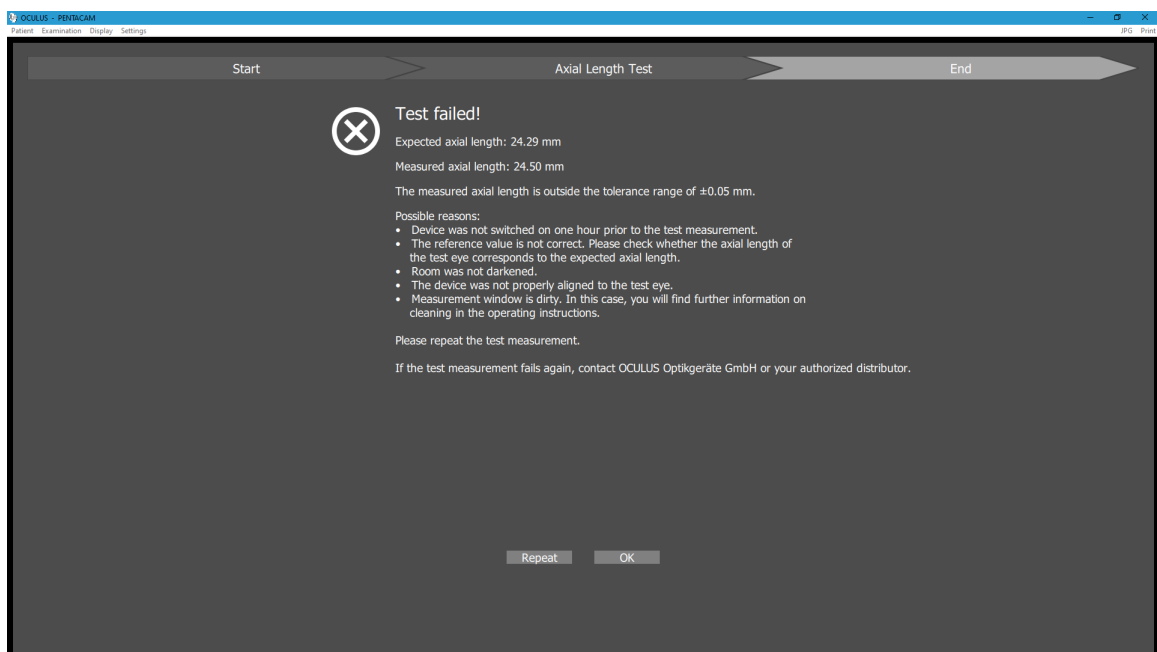 OCULUS - PENTACAM
Patient Examination Display Settings JPG Print
Start Axial Length Test End
Test failed!
Expected axial length: 24.29 mm
Measured axial length: 24.50 mm
The measured axial length is outside the tolerance range of ±0.05 mm.
Possible reasons:
• Device was not switched on one hour prior to the test measurement.
• The reference value is not correct. Please check whether the axial length of
the test eye corresponds to the expected axial length.
• Room was not darkened.
• The device was not properly aligned to the test eye.
• Measurement window is dirty. In this case, you will find further information on
cleaning in the operating instructions.
Please repeat the test measurement.
If the test measurement fails again, contact OCULUS Optikgeräte GmbH or your authorized distributor.
Repeat OK